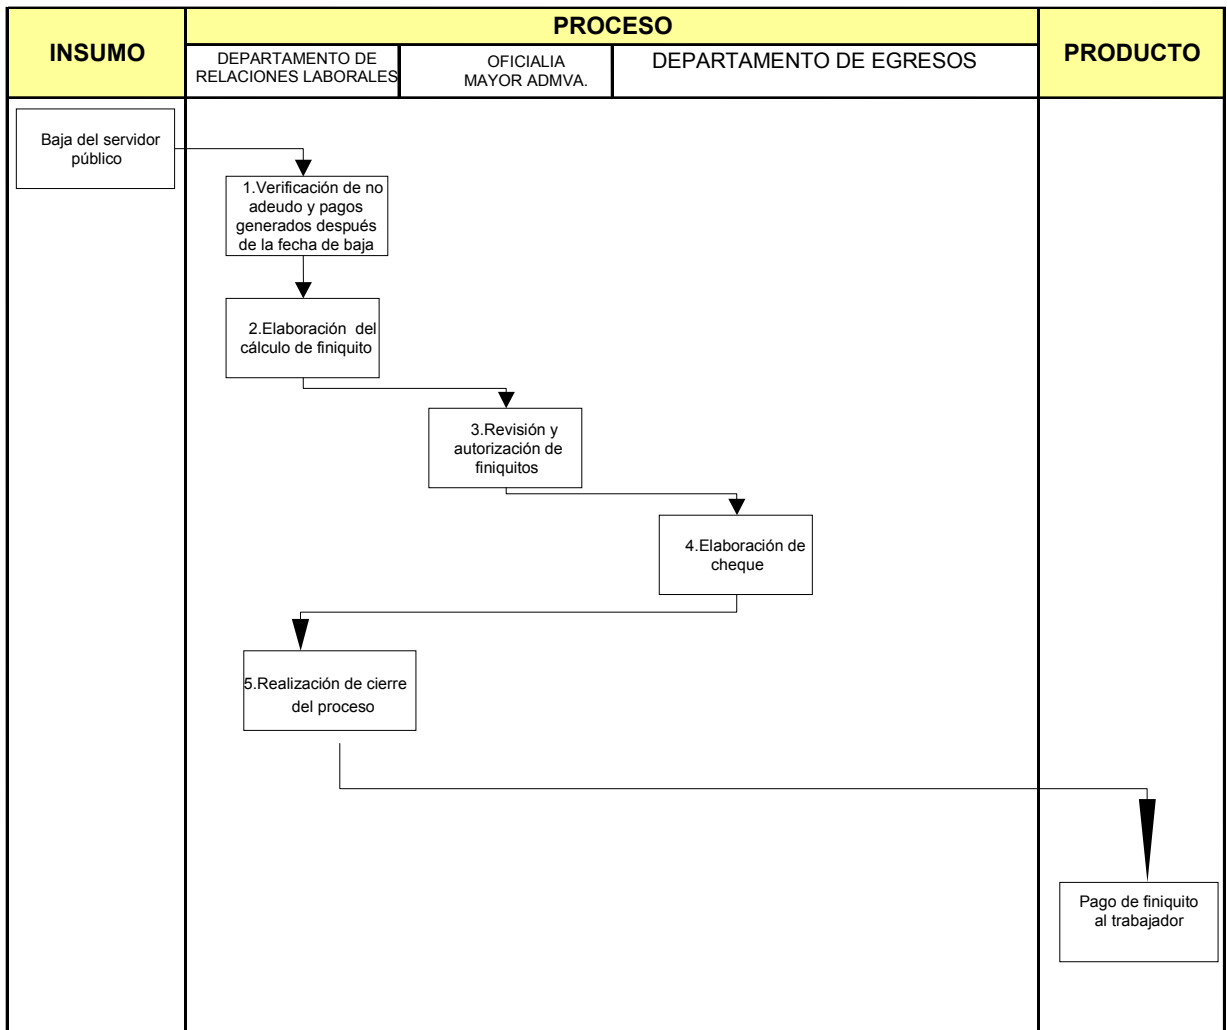 INSUMO
PROCESO
PRODUCTO
DEPARTAMENTO DE
RELACIONES LABORALES
OFICIALIA
MAYOR ADMVA.
DEPARTAMENTO DE EGRESOS
Baja del servidor
público
1.Verificación de no
adeudo y pagos
generados después
de la fecha de baja
2.Elaboración del
cálculo de finiquito
3.Revisión y
autorización de
finiquitos
4.Elaboración de
cheque
5.Realización de cierre
del proceso
Pago de finiquito
al trabajador